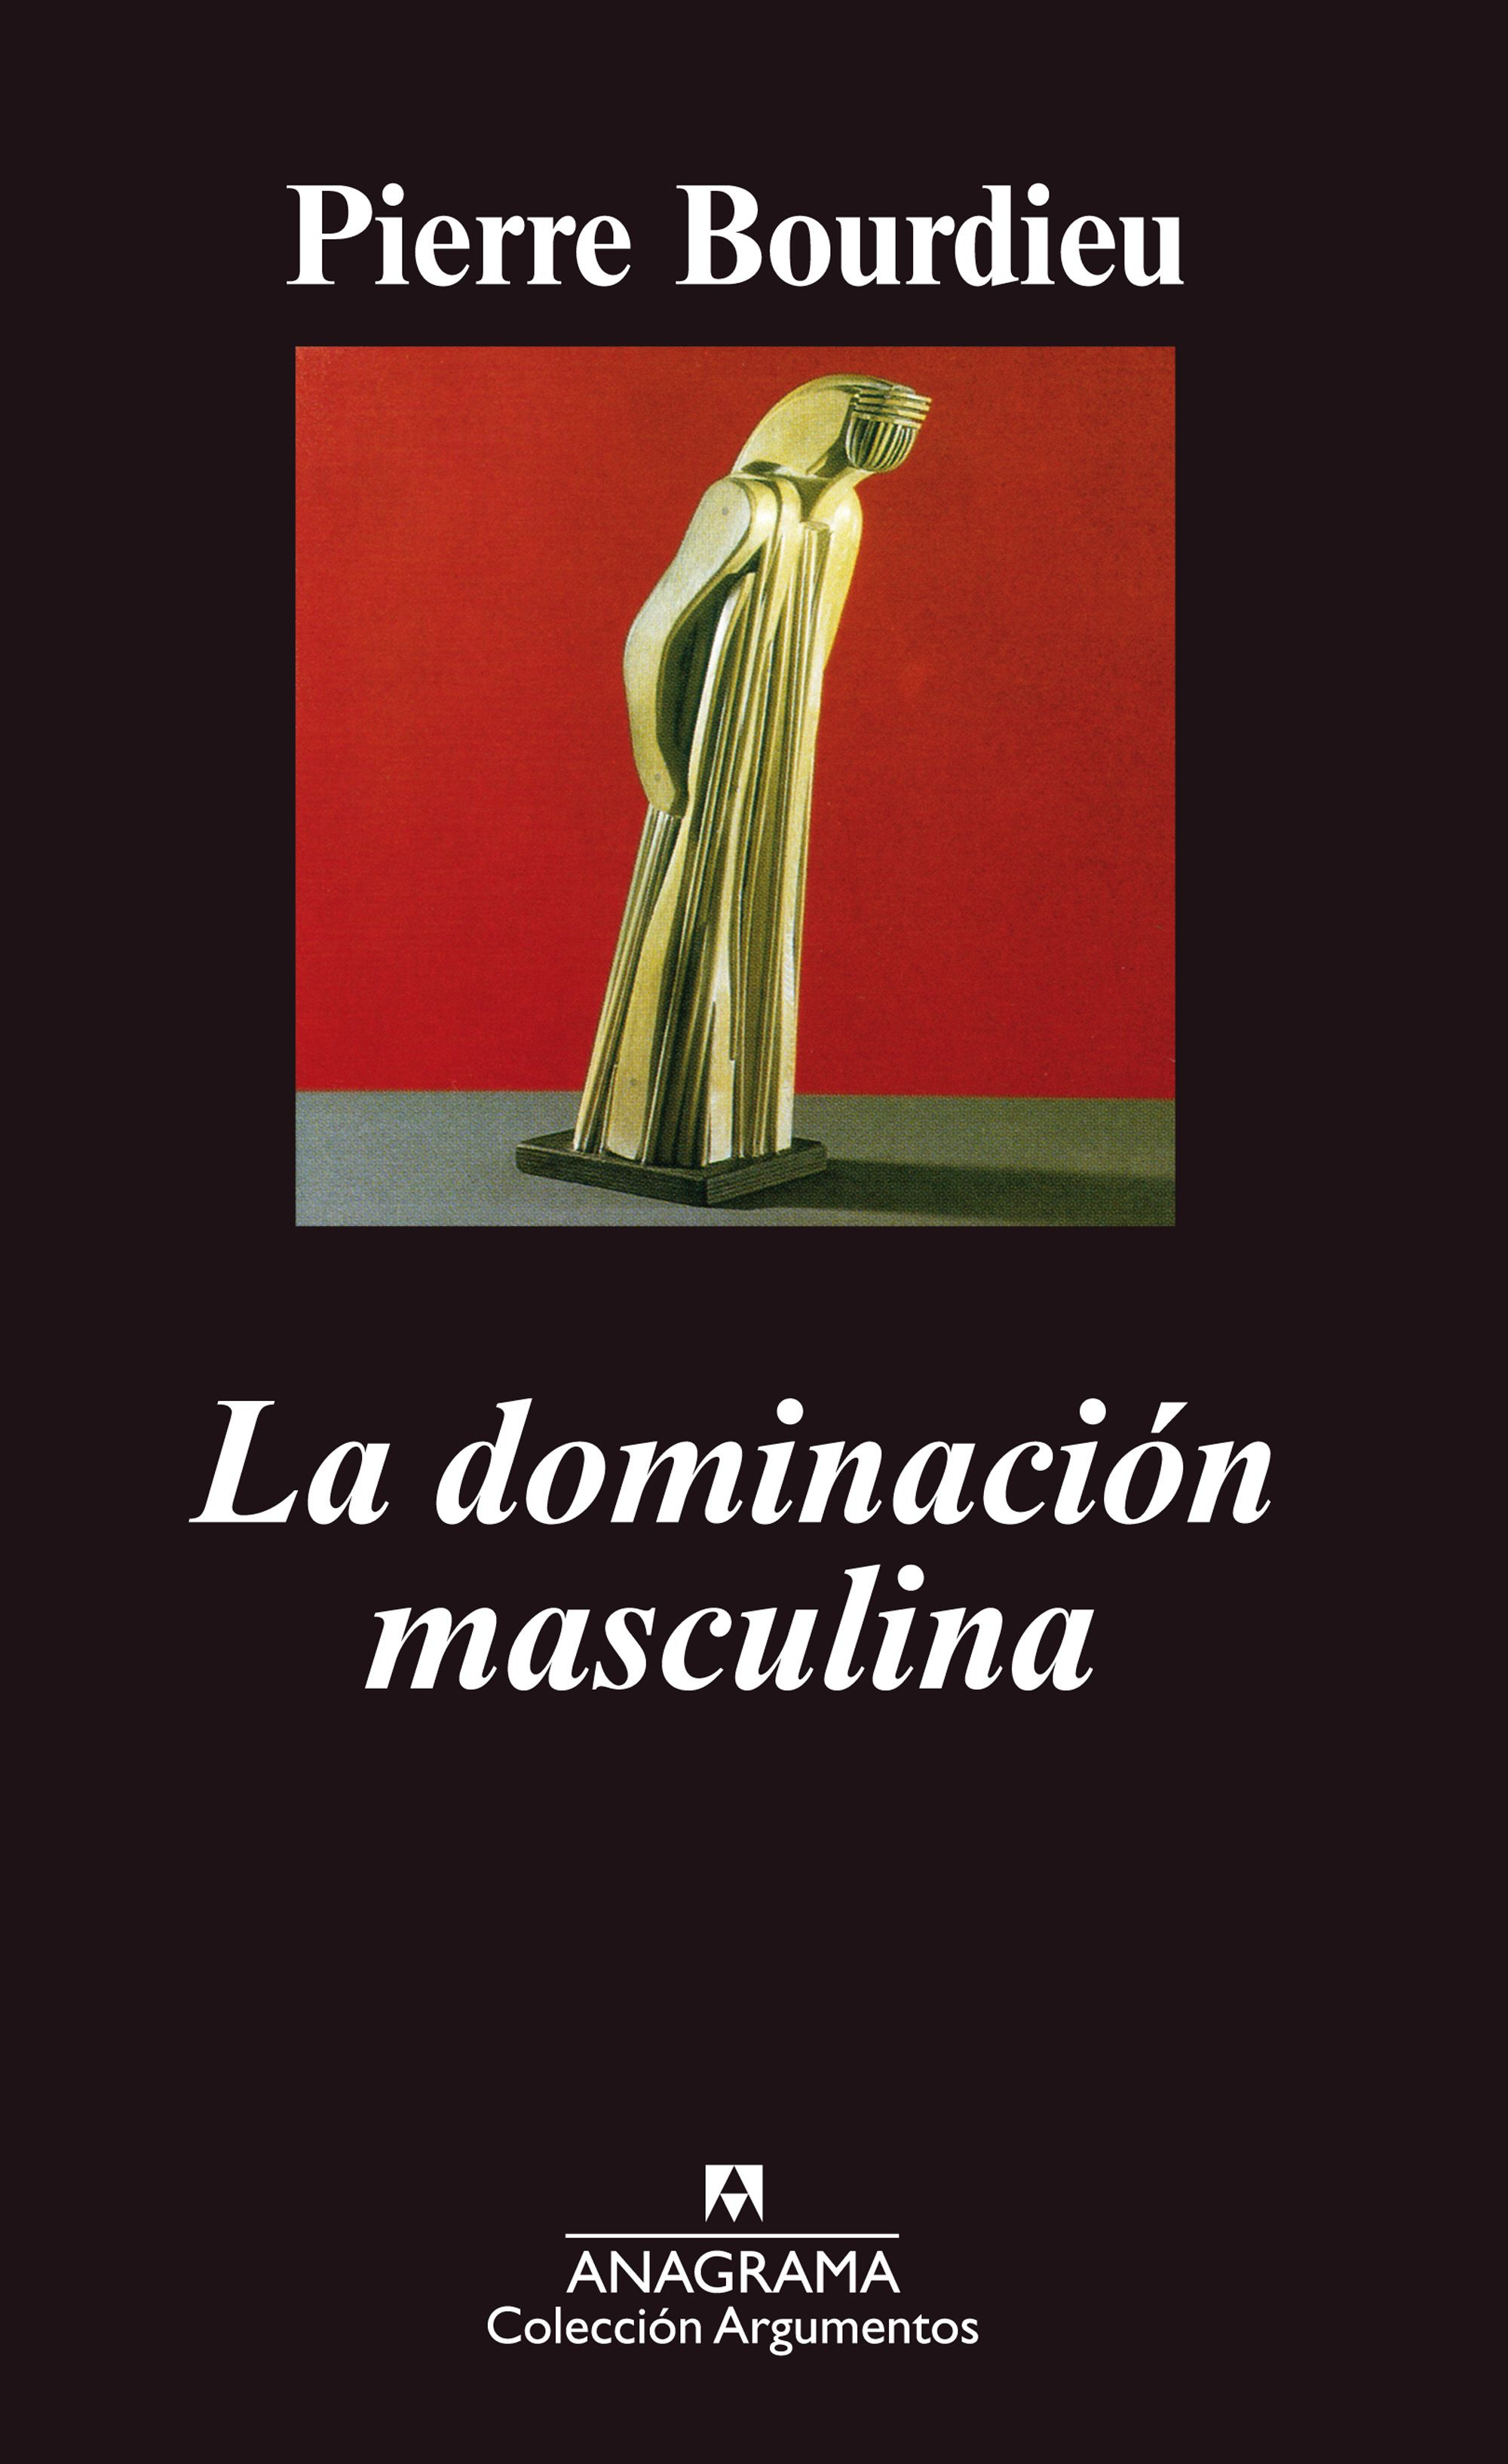 Pierre Bourdieu
La dominación
masculina
ANAGRAMA
Colección Argumentos